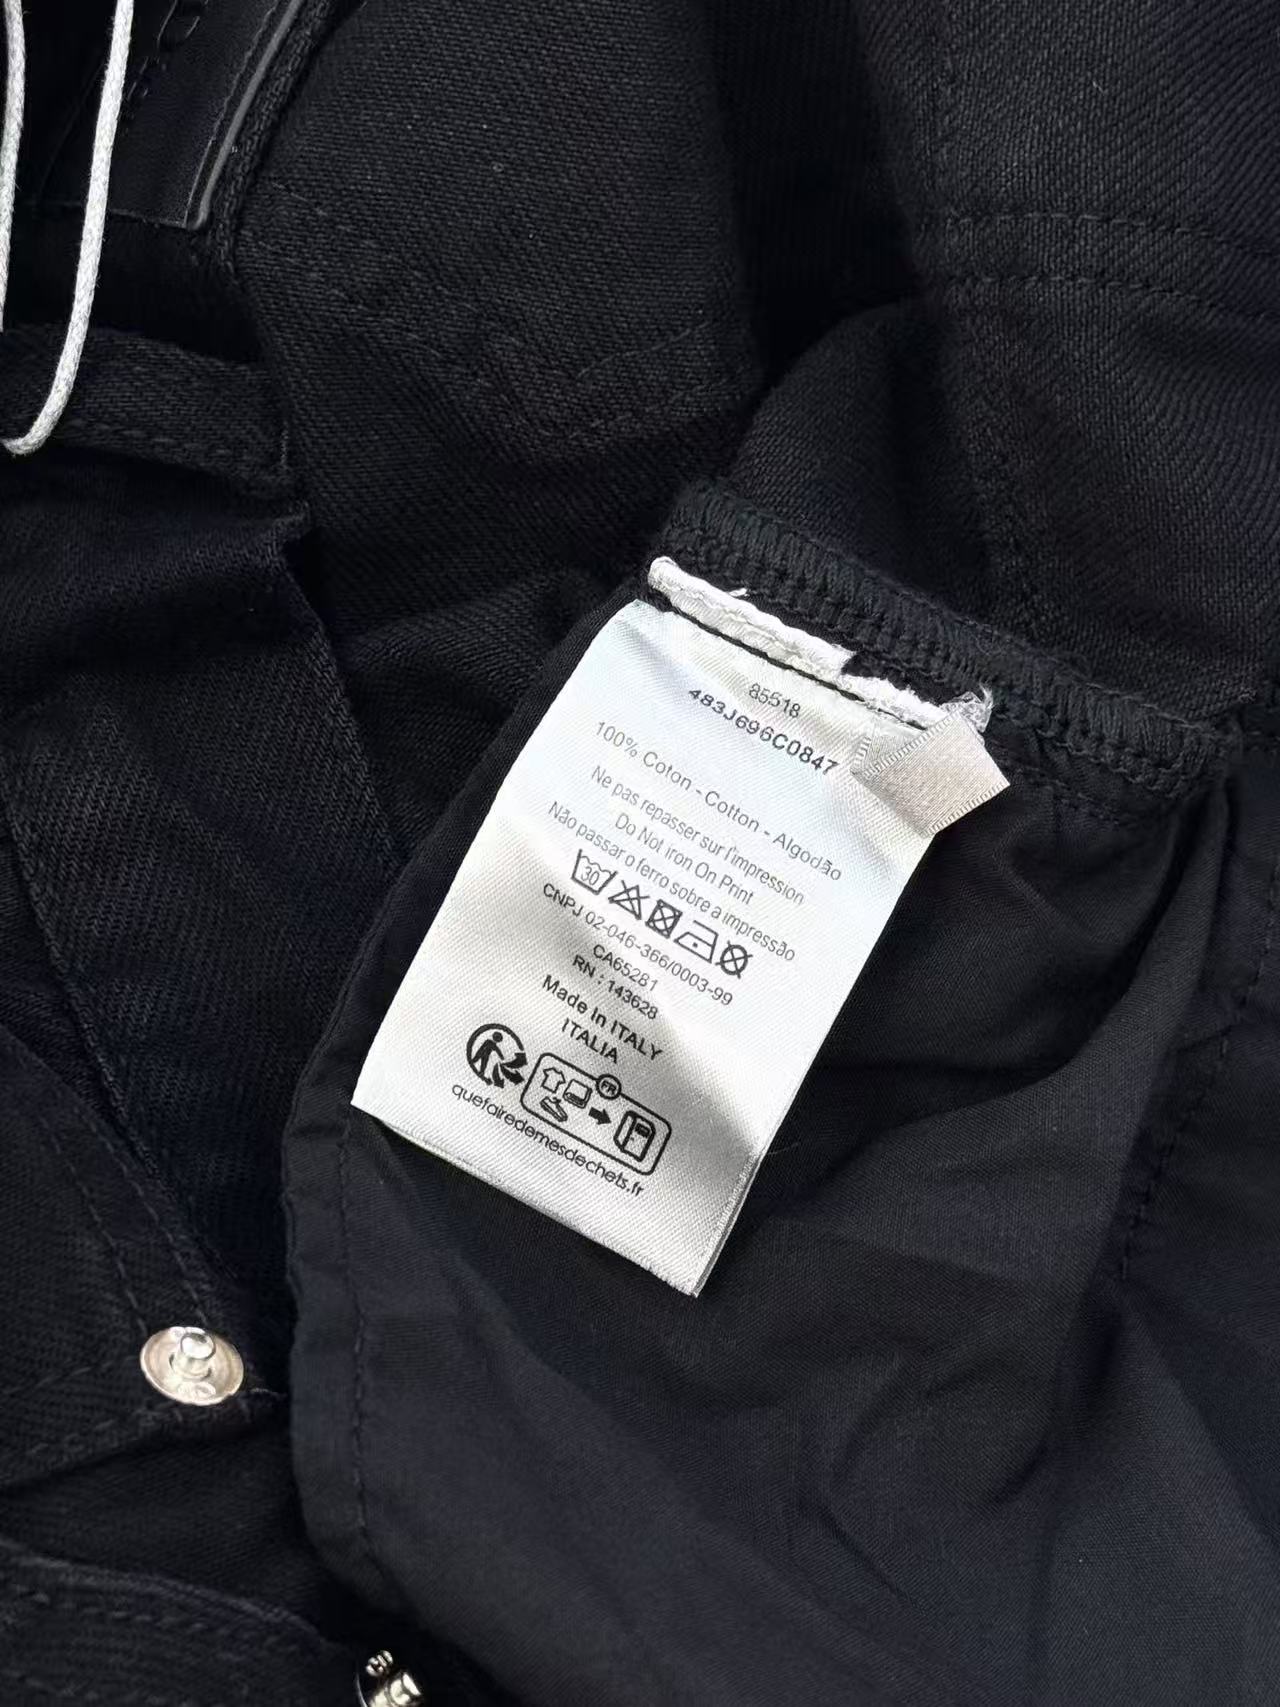 85518
483J696C0847
100% Coton - Cotton - Algodão
Ne pas repasser sur l'impression
Do Not Iron On Print
Não passar o ferro sobre a impressão
30
CNPJ 02-046-366/0003-99
CA65281
RN : 143628
Made In ITALY
ITALIA
FR
quefairedemesdechets.fr